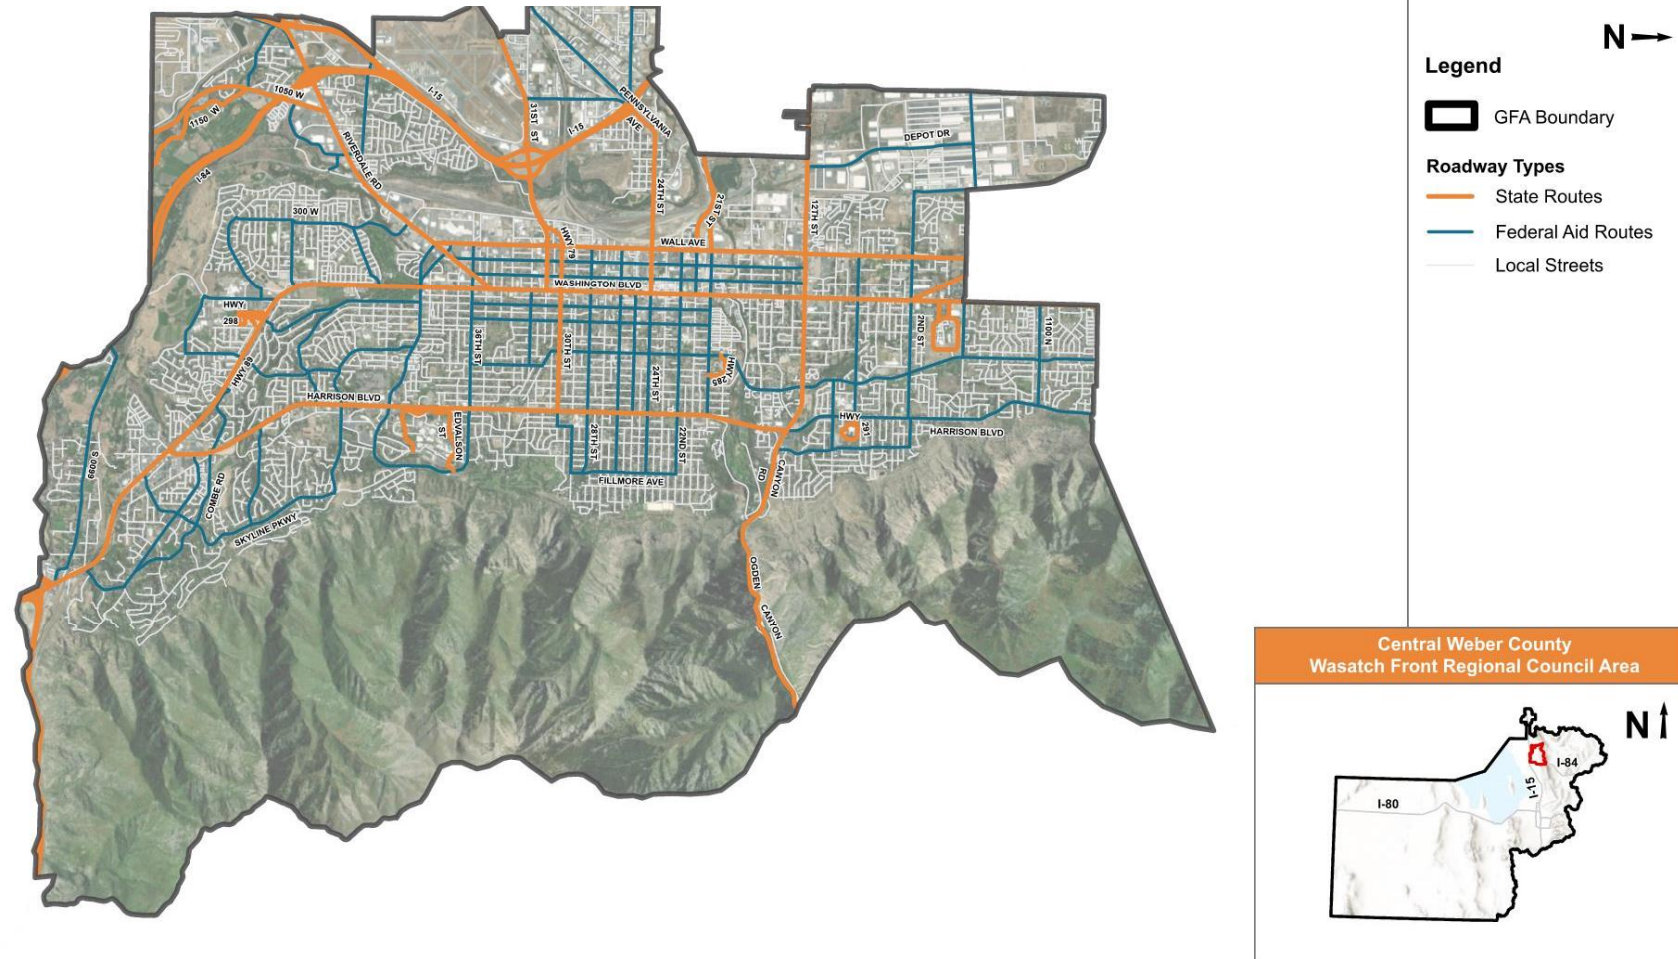 N
Legend
GFA Boundary
Roadway Types
State Routes
Federal Aid Routes
Local Streets
Central Weber County
Wasatch Front Regional Council Area
N
I-84
I-15
I-80
1050 W
1150 W
I-84
RIVERDALE RD
I-15
31ST ST
I-15
PENNSYLVANIA
AVE
24TH ST
21ST ST
12TH ST
DEPOT DR
300 W
WALL AVE
HWY 79
WASHINGTON BLVD
HWY
298
HWY 89
36TH ST
30TH ST
24TH ST
HWY
285
2ND ST
1100 N
HARRISON BLVD
EDVALSON
ST
28TH ST
22ND ST
HWY
291
HARRISON BLVD
6600 S
COMBE RD
SKYLINE PKWY
FILLMORE AVE
CANYON
RD
OGDEN CANYON